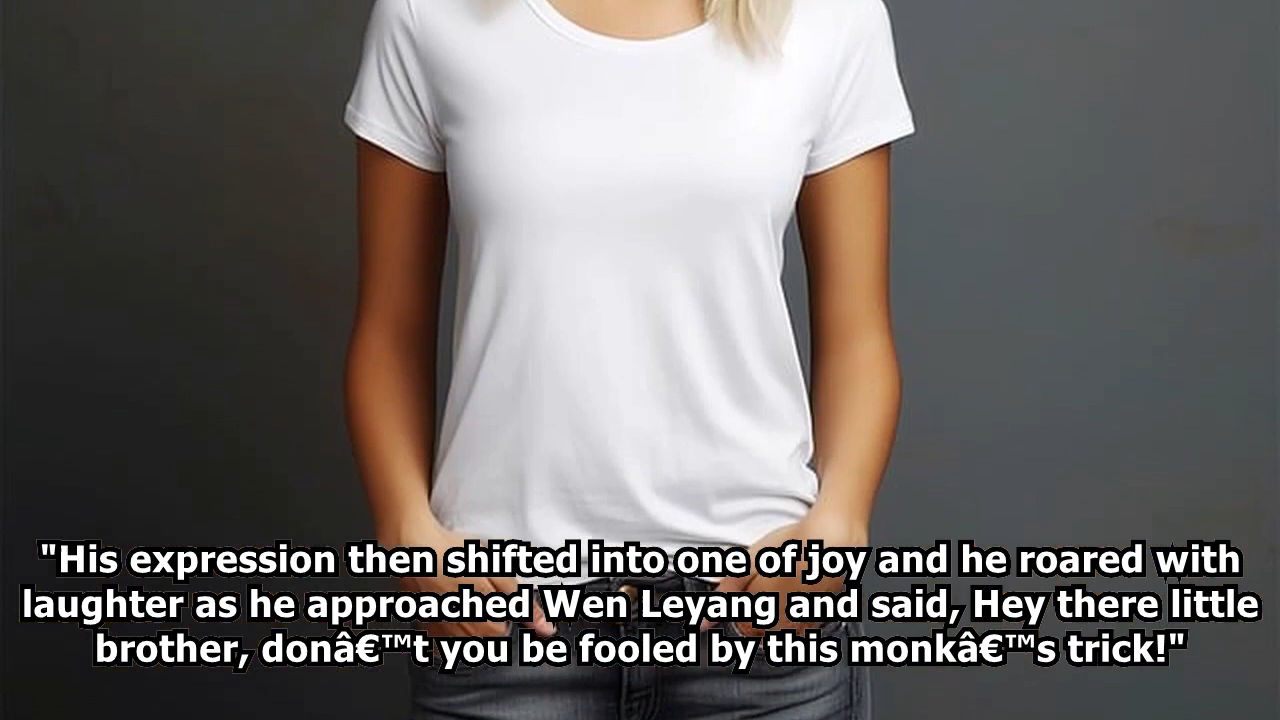 "His expression then shifted into one of joy and he roared with
laughter as he approached Wen Leyang and said, Hey there little
brother, donâ€™t you be fooled by this monkâ€™s trick!"